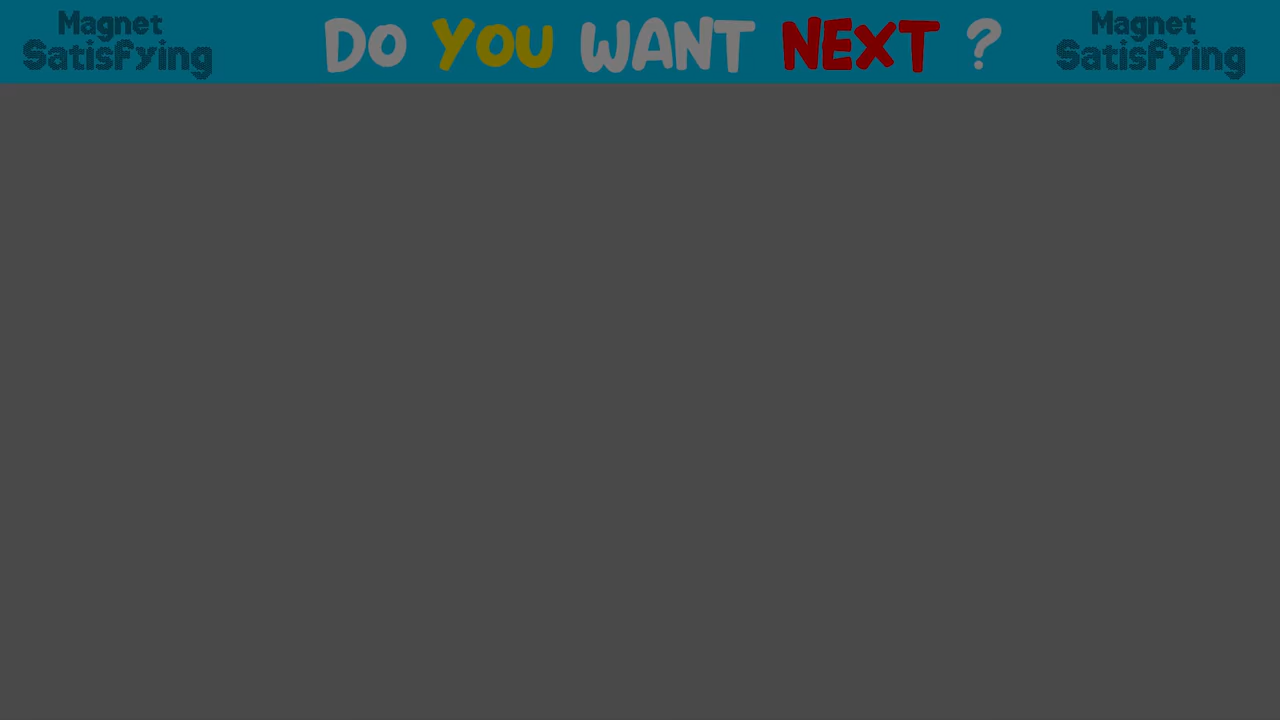 Magnet
Satisfying
DO YOU WANT NEXT ?
Magnet
Satisfying